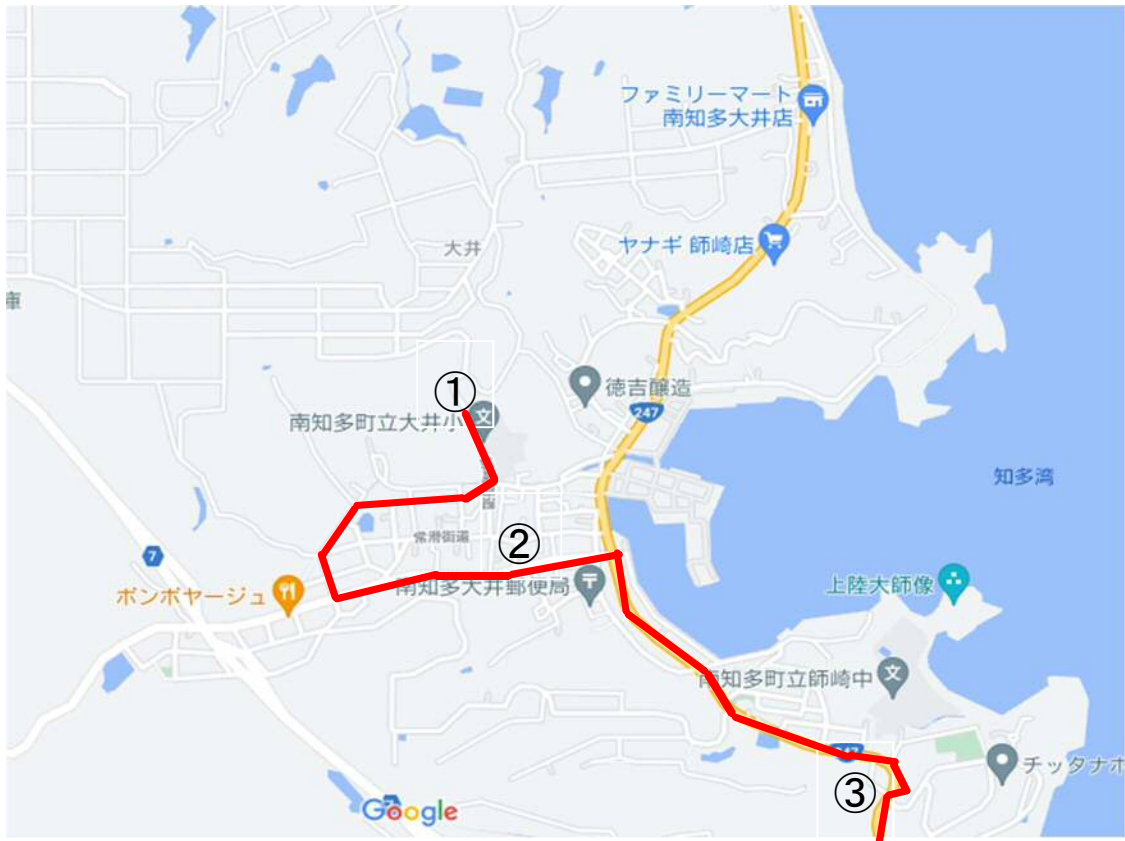 ファミリーマート
南知多大井店
大井
ヤナギ 師崎店
庫
①
徳吉醸造
247
南知多町立大井小
文
知多湾
常滑街道
②
7
ボンボヤージュ
南知多大井郵便局
上陸大師像
南知多町立師崎中
文
247
チッタナポ
③
Google